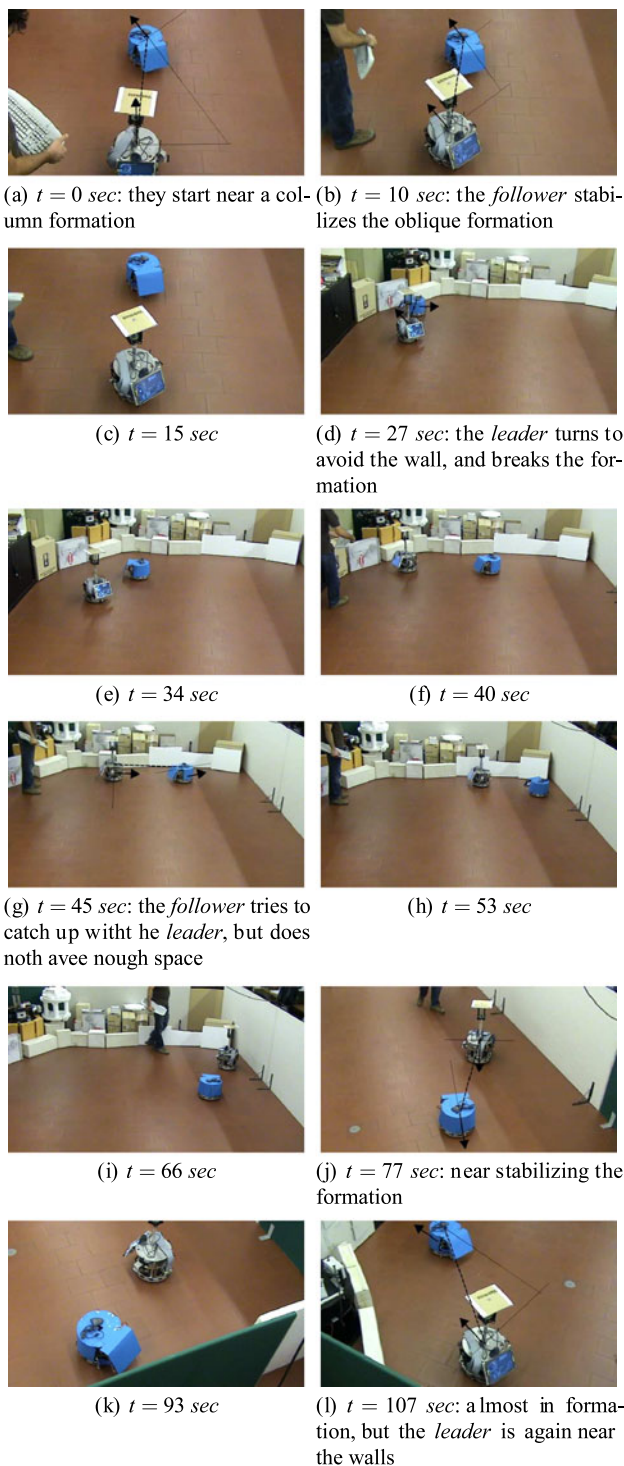 (a) t = 0 sec: they start near a col-
umn formation
(b) t = 10 sec: the follower stabi-
lizes the oblique formation
(c) t = 15 sec
(d) t = 27 sec: the leader turns to
avoid the wall, and breaks the for-
mation
(e) t = 34 sec
(f) t = 40 sec
(g) t = 45 sec: the follower tries to
catch up witht he leader, but does
noth avee nough space
(h) t = 53 sec
(i) t = 66 sec
(j) t = 77 sec: near stabilizing the
formation
(k) t = 93 sec
(l) t = 107 sec: a lmost in forma-
tion, but the leader is again near
the walls